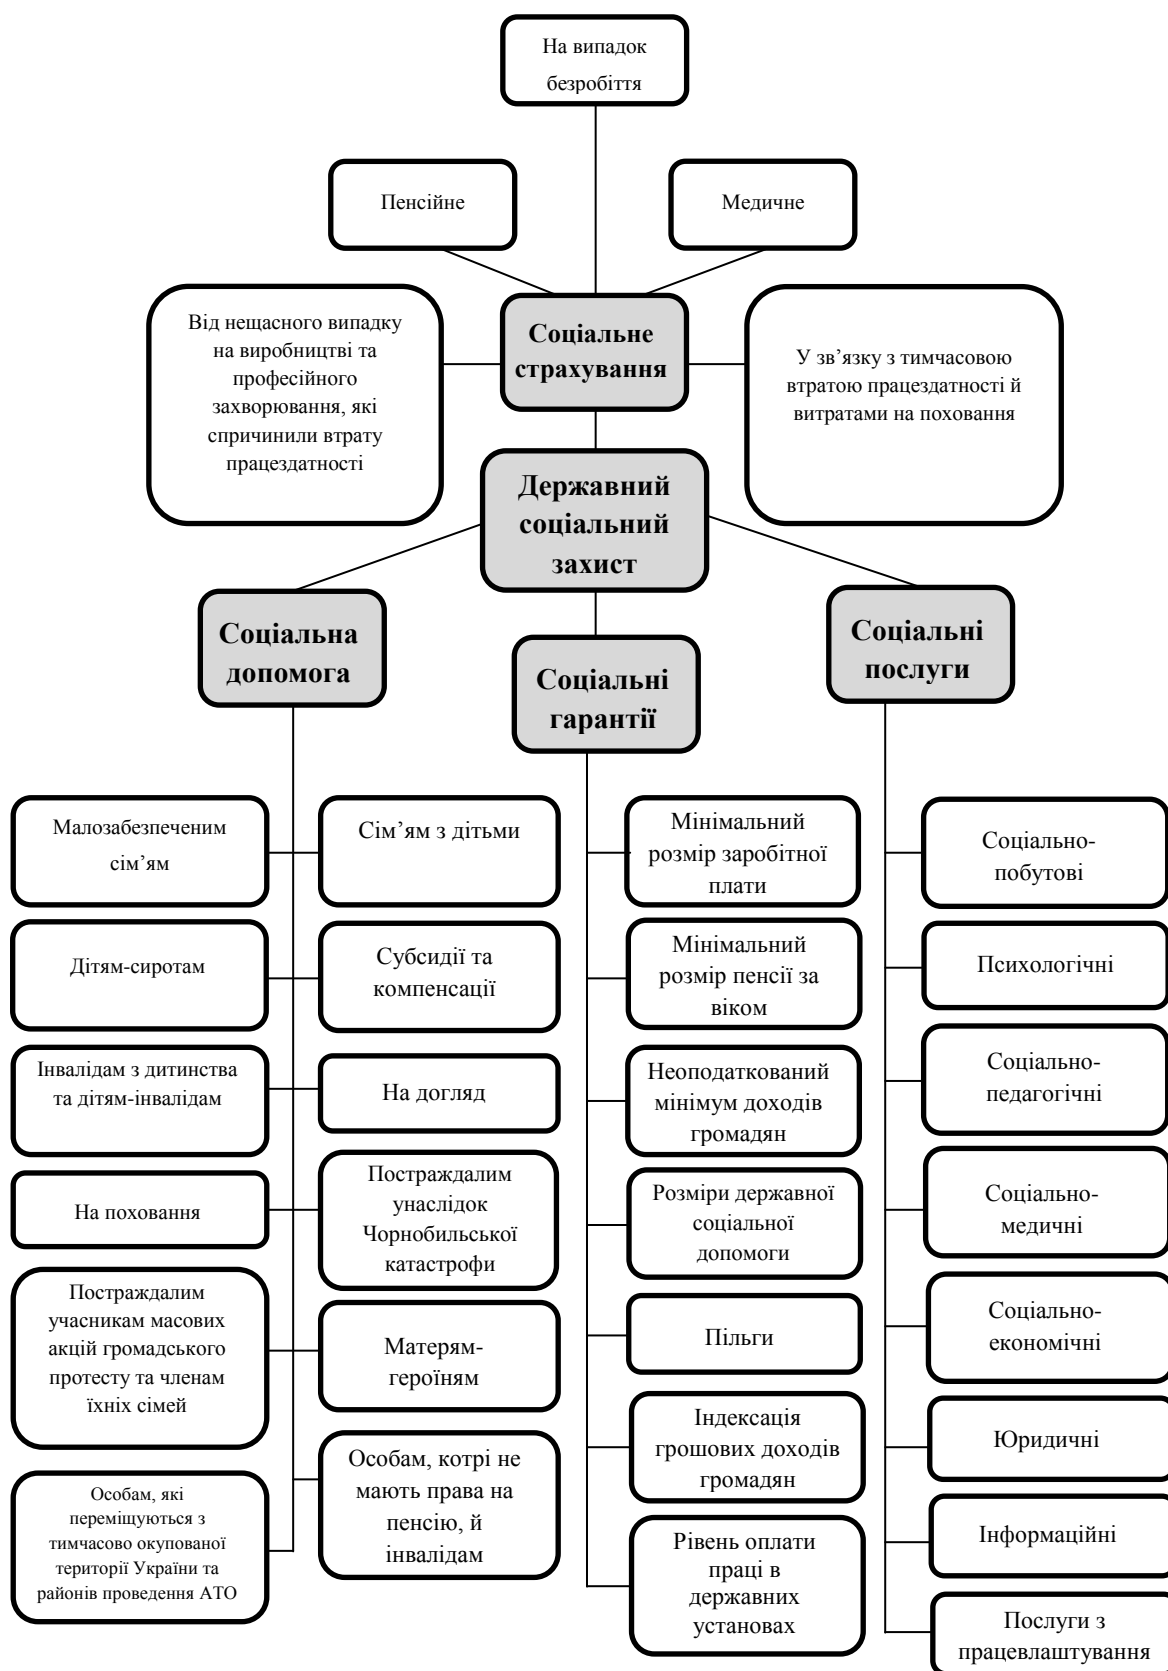 На випадок
безробіття
Пенсійне
Медичне
Від нещасного випадку
на виробництві та
професійного
захворювання, які
спричинили втрату
працездатності
Соціальне
страхування
У зв’язку з тимчасовою
втратою працездатності й
витратами на поховання
Державний
соціальний
захист
Соціальна
допомога
Соціальні
гарантії
Соціальні
послуги
Малозабезпеченим
сім’ям
Сім’ям з дітьми
Дітям-сиротам
Субсидії та
компенсації
Інвалідам з дитинства
та дітям-інвалідам
На догляд
На поховання
Постраждалим
унаслідок
Чорнобильської
катастрофи
Постраждалим
учасникам масових
акцій громадського
протесту та членам
їхніх сімей
Матерям-
героїням
Особам, які
переміщуються з
тимчасово окупованої
території України та
районів проведення АТО
Особам, котрі не
мають права на
пенсію, й
інвалідам
Мінімальний
розмір заробітної
плати
Мінімальний
розмір пенсії за
віком
Неоподаткований
мінімум доходів
громадян
Розміри державної
соціальної
допомоги
Пільги
Індексація
грошових доходів
громадян
Рівень оплати
праці в
державних
установах
Соціально-
побутові
Психологічні
Соціально-
педагогічні
Соціально-
медичні
Соціально-
економічні
Юридичні
Інформаційні
Послуги з
працевлаштування